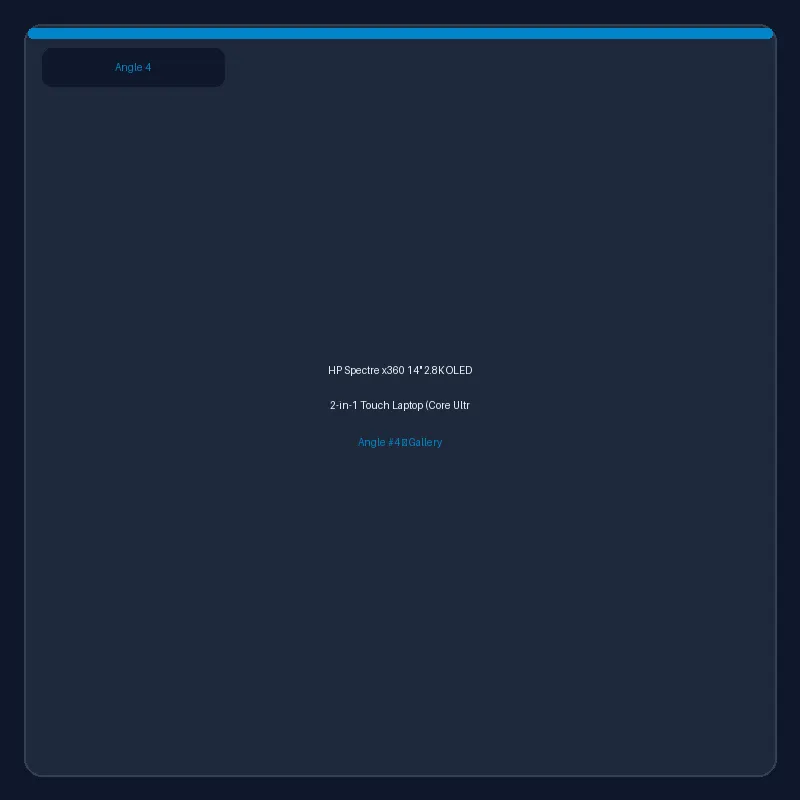 Angle 4
HP Spectre x360 14" 2.8K OLED
2-in-1 Touch Laptop (Core Ultr
Angle #4▯Gallery